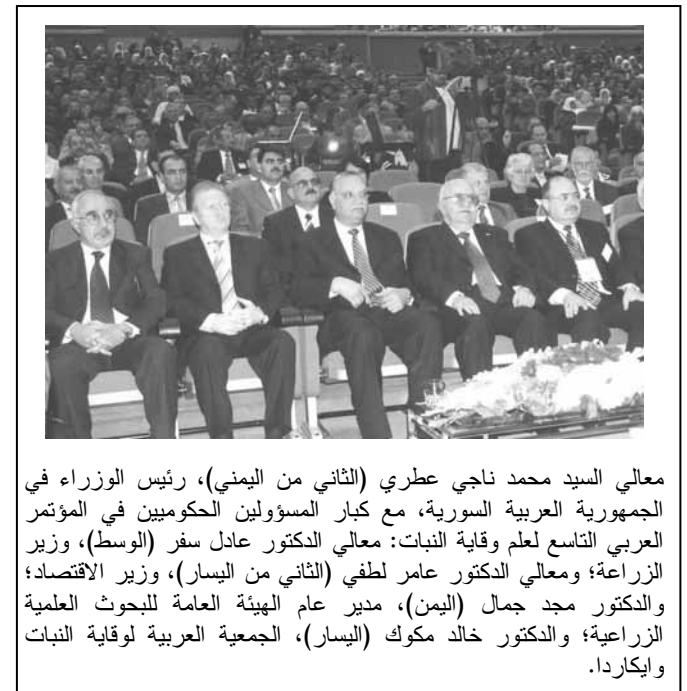 معالي السيد محمد ناجي عطري (الثاني من اليمني)، رئيس الوزراء في
الجمهورية العربية السورية، مع كبار المسؤولين الحكوميين في المؤتمر
العربي التاسع لعلم وقاية النبات: معالي الدكتور عادل سفر (الوسط)، وزير
الزراعة؛ ومعالي الدكتور عامر لطفي (الثاني من اليسار)، وزير الاقتصاد؛
والدكتور مجد جمال (اليمن)، مدير عام الهيئة العامة للبحوث العلمية
الزراعية؛ والدكتور خالد مكوك (اليسار)، الجمعية العربية لوقاية النبات
وايكاردا.